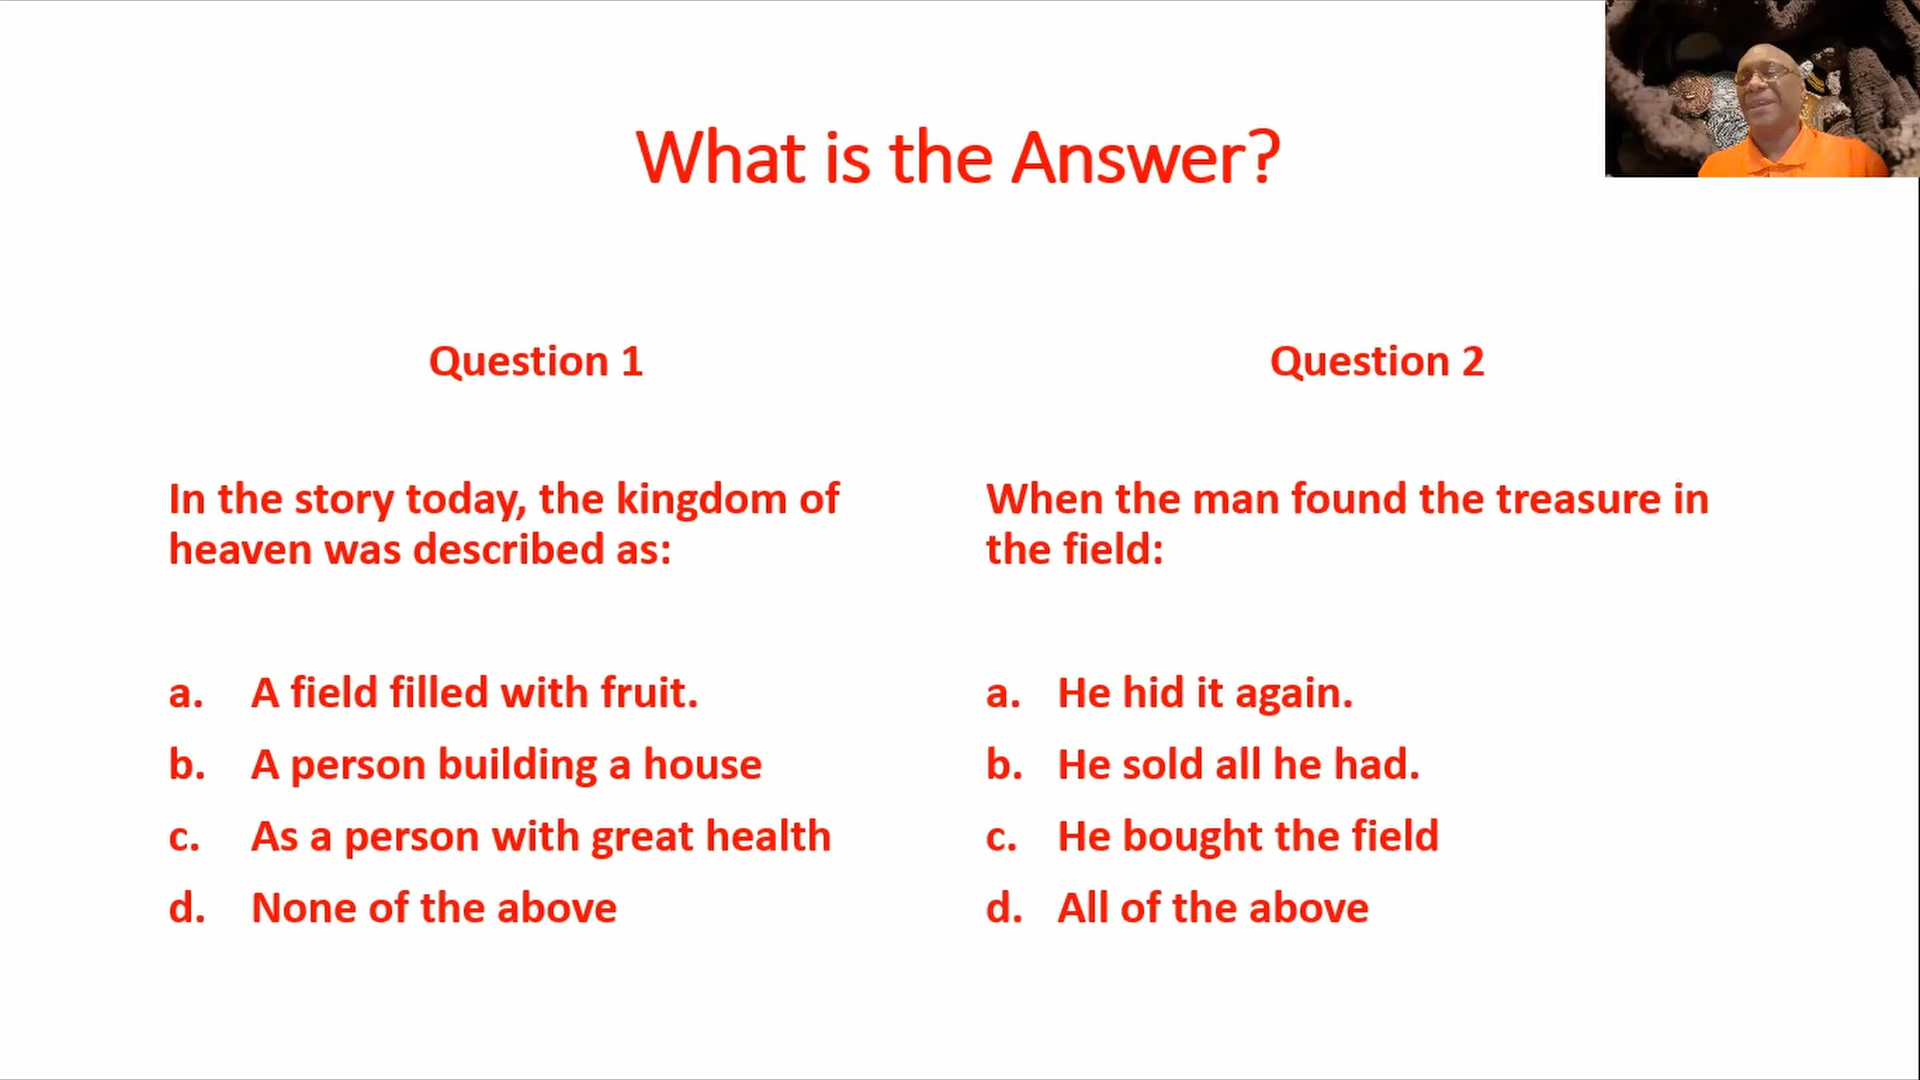 What is the Answer?
Question 1
In the story today, the kingdom of
heaven was described as:
a. A field filled with fruit.
b. A person building a house
c. As a person with great health
d. None of the above
Question 2
When the man found the treasure in
the field:
a. He hid it again.
b. He sold all he had.
c. He bought the field
d. All of the above